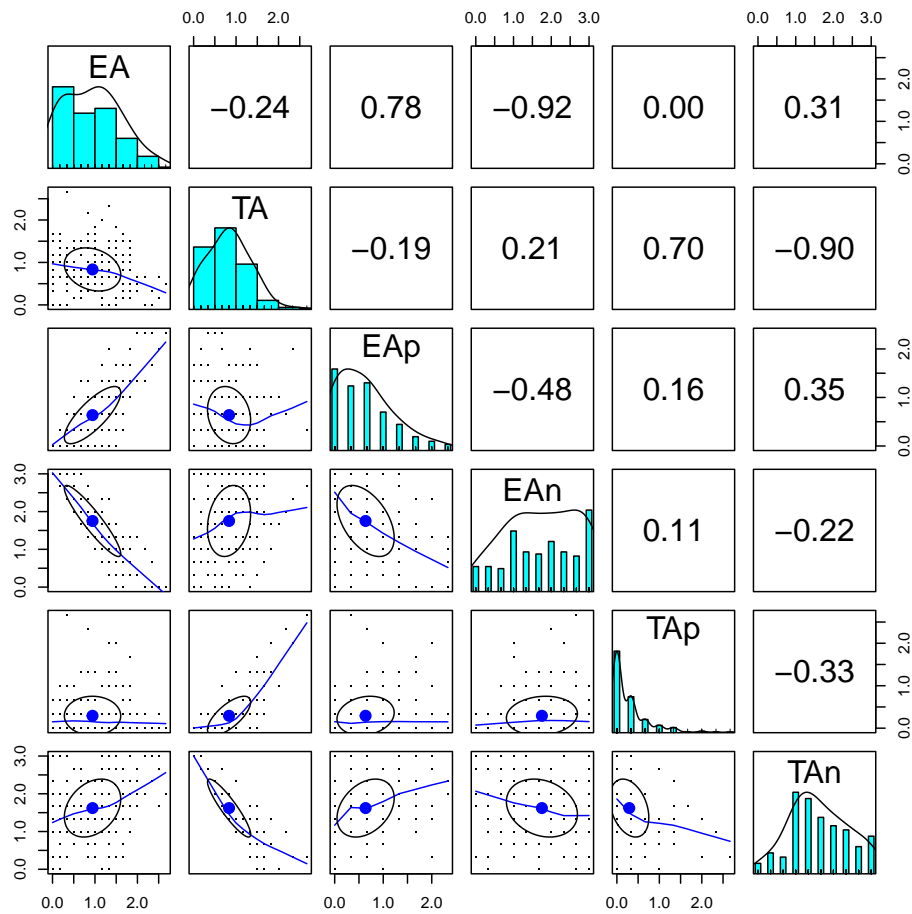 0.0 1.0 2.0 0.0 1.0 2.0 3.0 0.0 1.0 2.0 3.0
EA −0.24 0.78 −0.92 0.00 0.31 0.0 1.0 2.0
0.0 1.0 2.0 TA −0.19 0.21 0.70 −0.90
EAp −0.48 0.16 0.35 0.0 1.0 2.0
0.0 1.0 2.0 3.0 EAn 0.11 −0.22
TAp −0.33 0.0 1.0 2.0
0.0 1.0 2.0 3.0 TAn
0.0 1.0 2.0 0.0 1.0 2.0 0.0 1.0 2.0